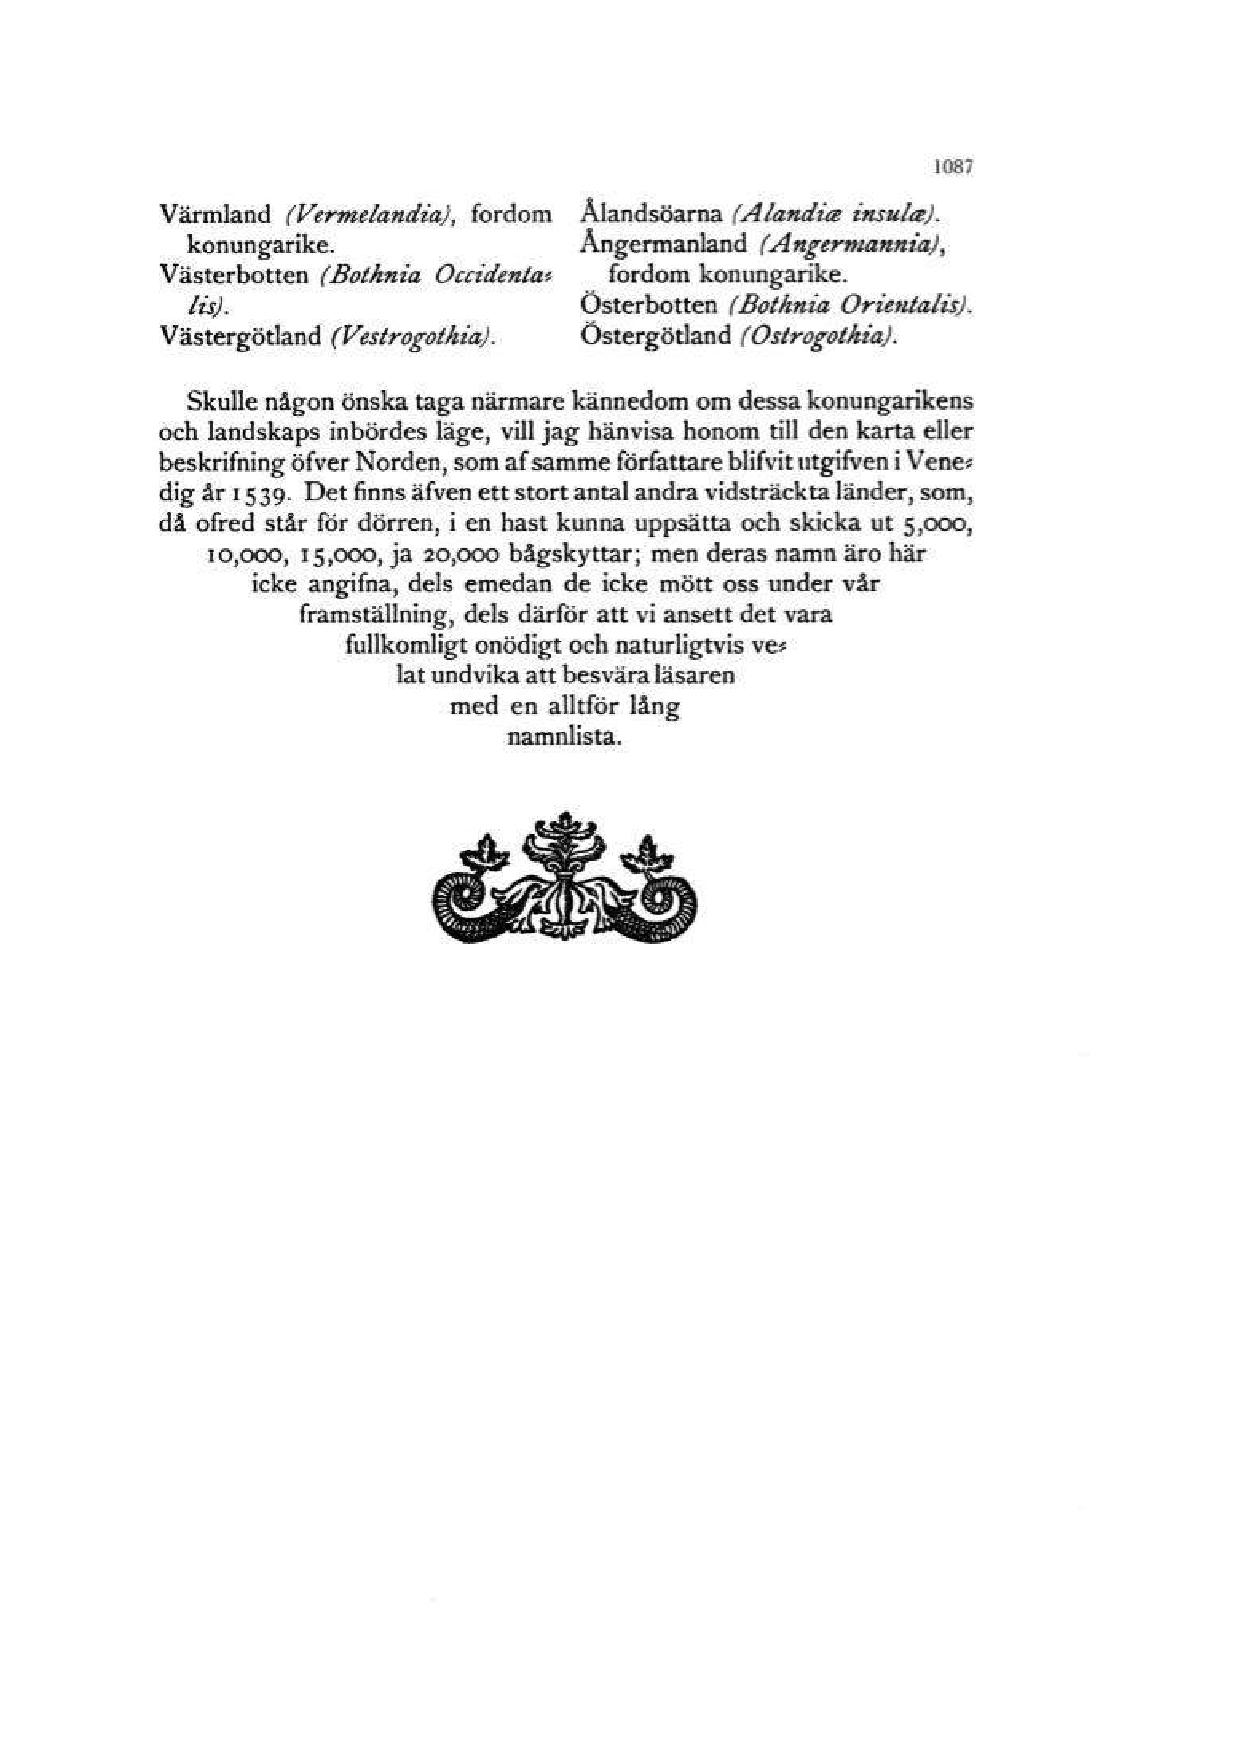 1087
Värmland (Vermelandia), fordom
konungarike.
Västerbotten (Bothnia Occidenta⸗
lis).
Västergötland (Vestrogothia).
Ålandsöarna (Alandiæ insulæ).
Ångermanland (Angermannia),
fordom konungarike.
Österbotten (Bothnia Orientalis).
Östergötland (Ostrogothia).
Skulle någon önska taga närmare kännedom om dessa konungarikens
och landskaps inbördes läge, vill jag hänvisa honom till den karta eller
beskrifning öfver Norden, som af samme författare blifvit utgifven i Vene⸗
dig år 1539. Det finns äfven ett stort antal andra vidsträckta länder, som,
då ofred står för dörren, i en hast kunna uppsätta och skicka ut 5,000,
10,000, 15,000, ja 20,000 bågskyttar; men deras namn äro här
icke angifna, dels emedan de icke mött oss under vår
framställning, dels därför att vi ansett det vara
fullkomligt onödigt och naturligtvis ve⸗
lat undvika att besvära läsaren
med en alltför lång
namnlista.